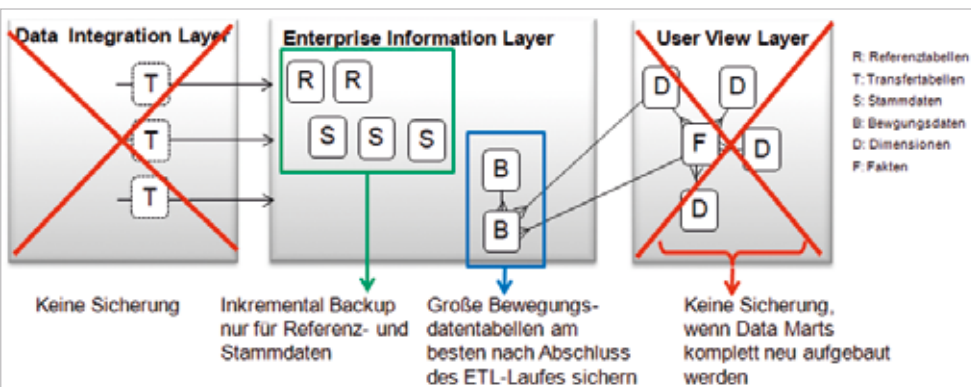 Data Integration Layer
Enterprise Information Layer
User View Layer
T
T
T
R R
S S S
B
B
D D
F
D
D
R: Referenztabellen
T: Transfertabellen
S: Stammdaten
B: Bewgungsdaten
D: Dimensionen
F: Fakten
Keine Sicherung
Inkremental Backup
nur für Referenz- und
Stammdaten
Große Bewegungs-
datentabellen am
besten nach Abschluss
des ETL-Laufes sichern
Keine Sicherung,
wenn Data Marts
komplett neu aufgebaut
werden